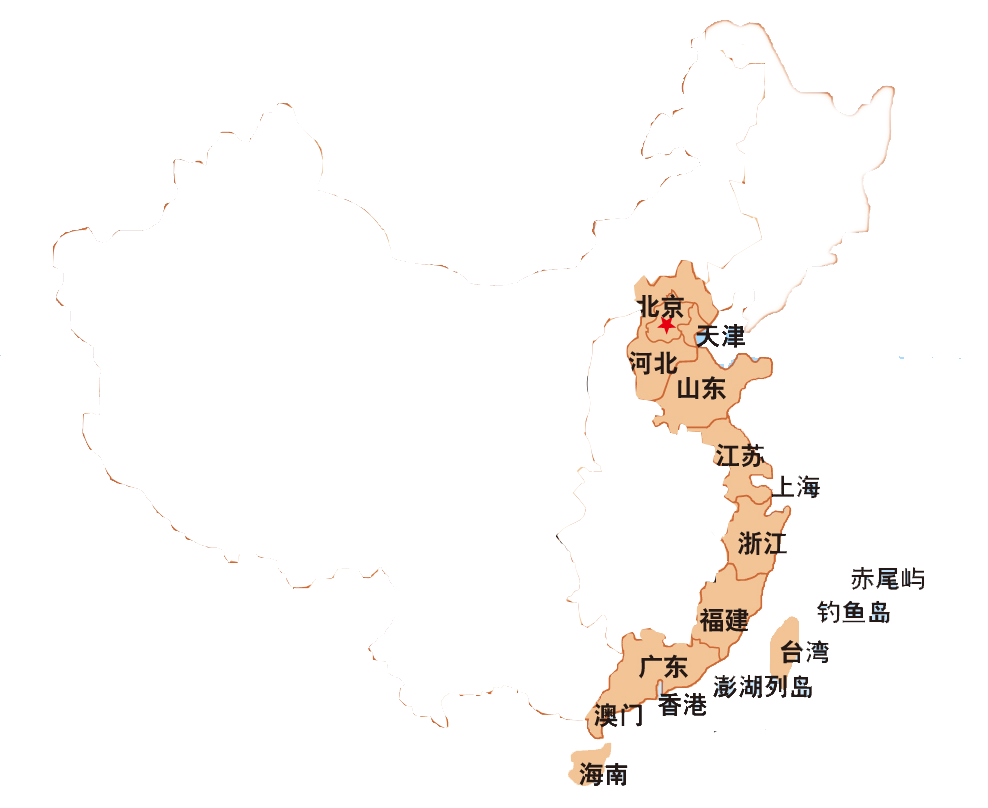 北京
天津
河北
山东
江苏
上海
浙江
赤尾屿
钓鱼岛
福建
台湾
广东
澎湖列岛
香港
澳门
海南